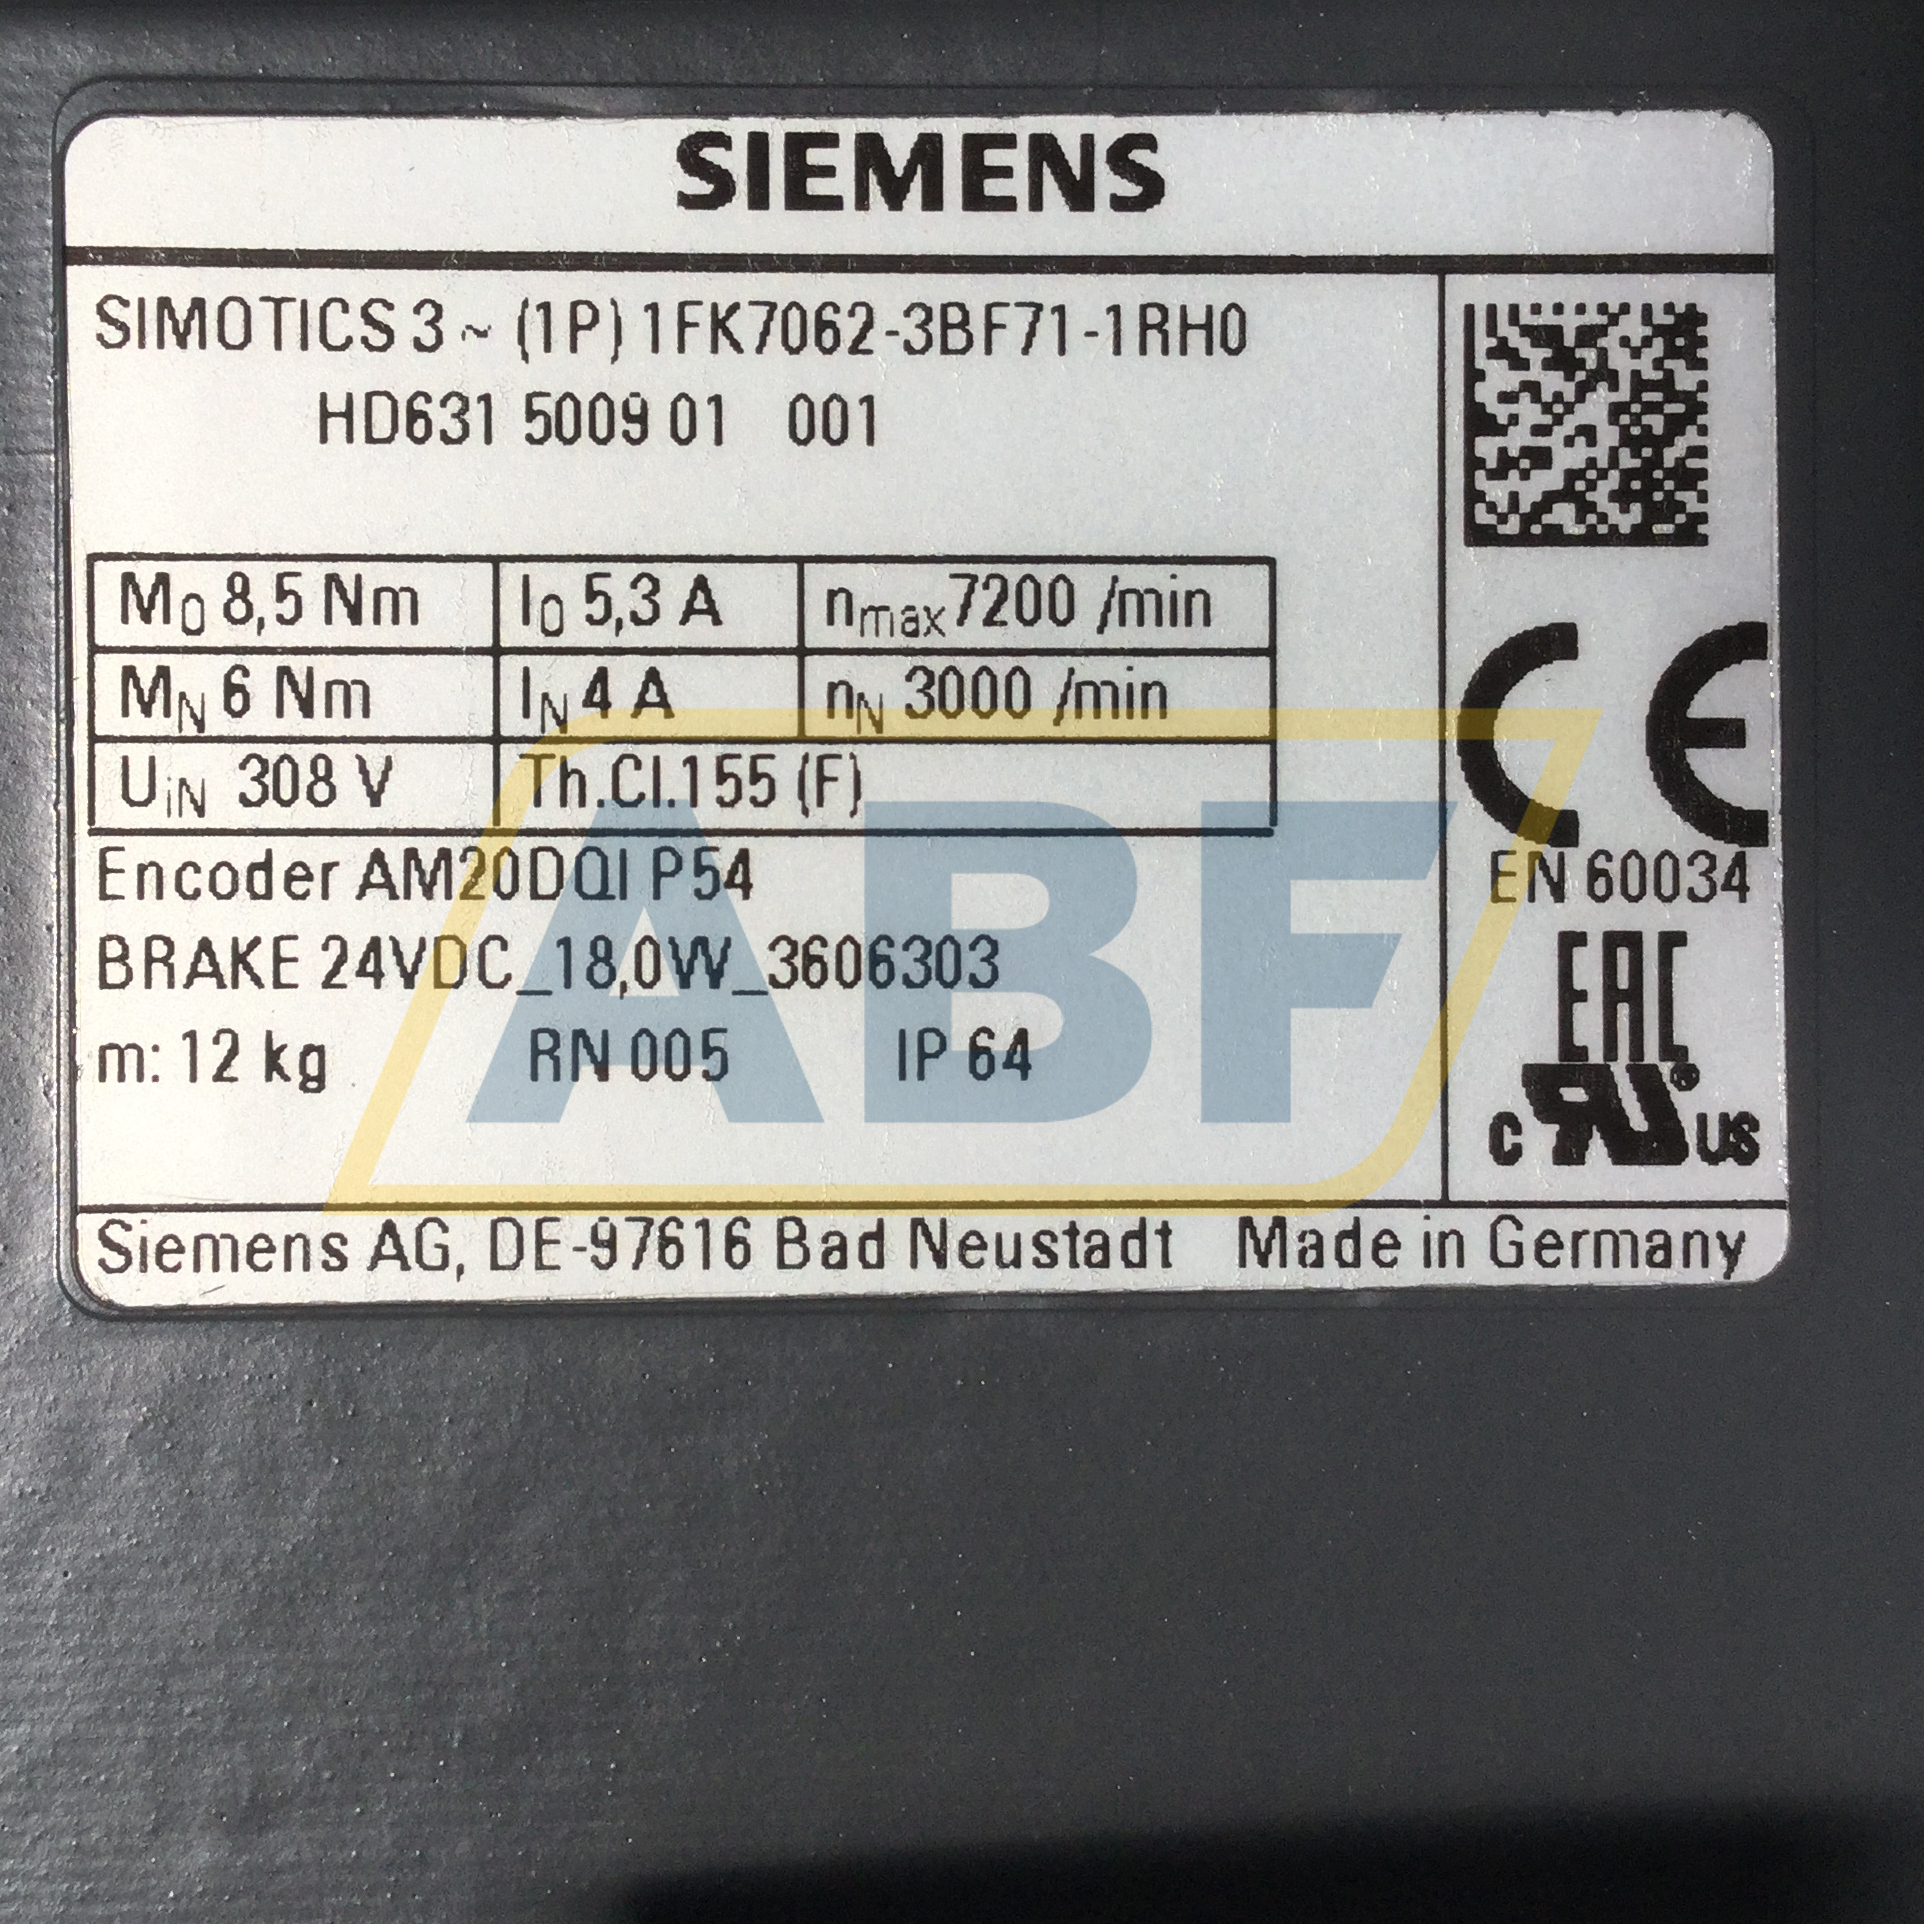 SIEMENS
SIMOTICS 3 ~ (1P) 1FK7062-3BF71-1RH0
HD631 5009 01 001
M0 8,5 Nm I0 5,3 A nmax 7200 /min
MN 6 Nm IN 4 A nN 3000 /min
UiN 308 V Th.Cl.155 (F)
Encoder AM20DQI P54
BRAKE 24VDC_18,0W_3606303
m: 12 kg RN 005 IP 64
CE
EN 60034
EAC
c RU ® US
Siemens AG, DE-97616 Bad Neustadt Made in Germany
ABF